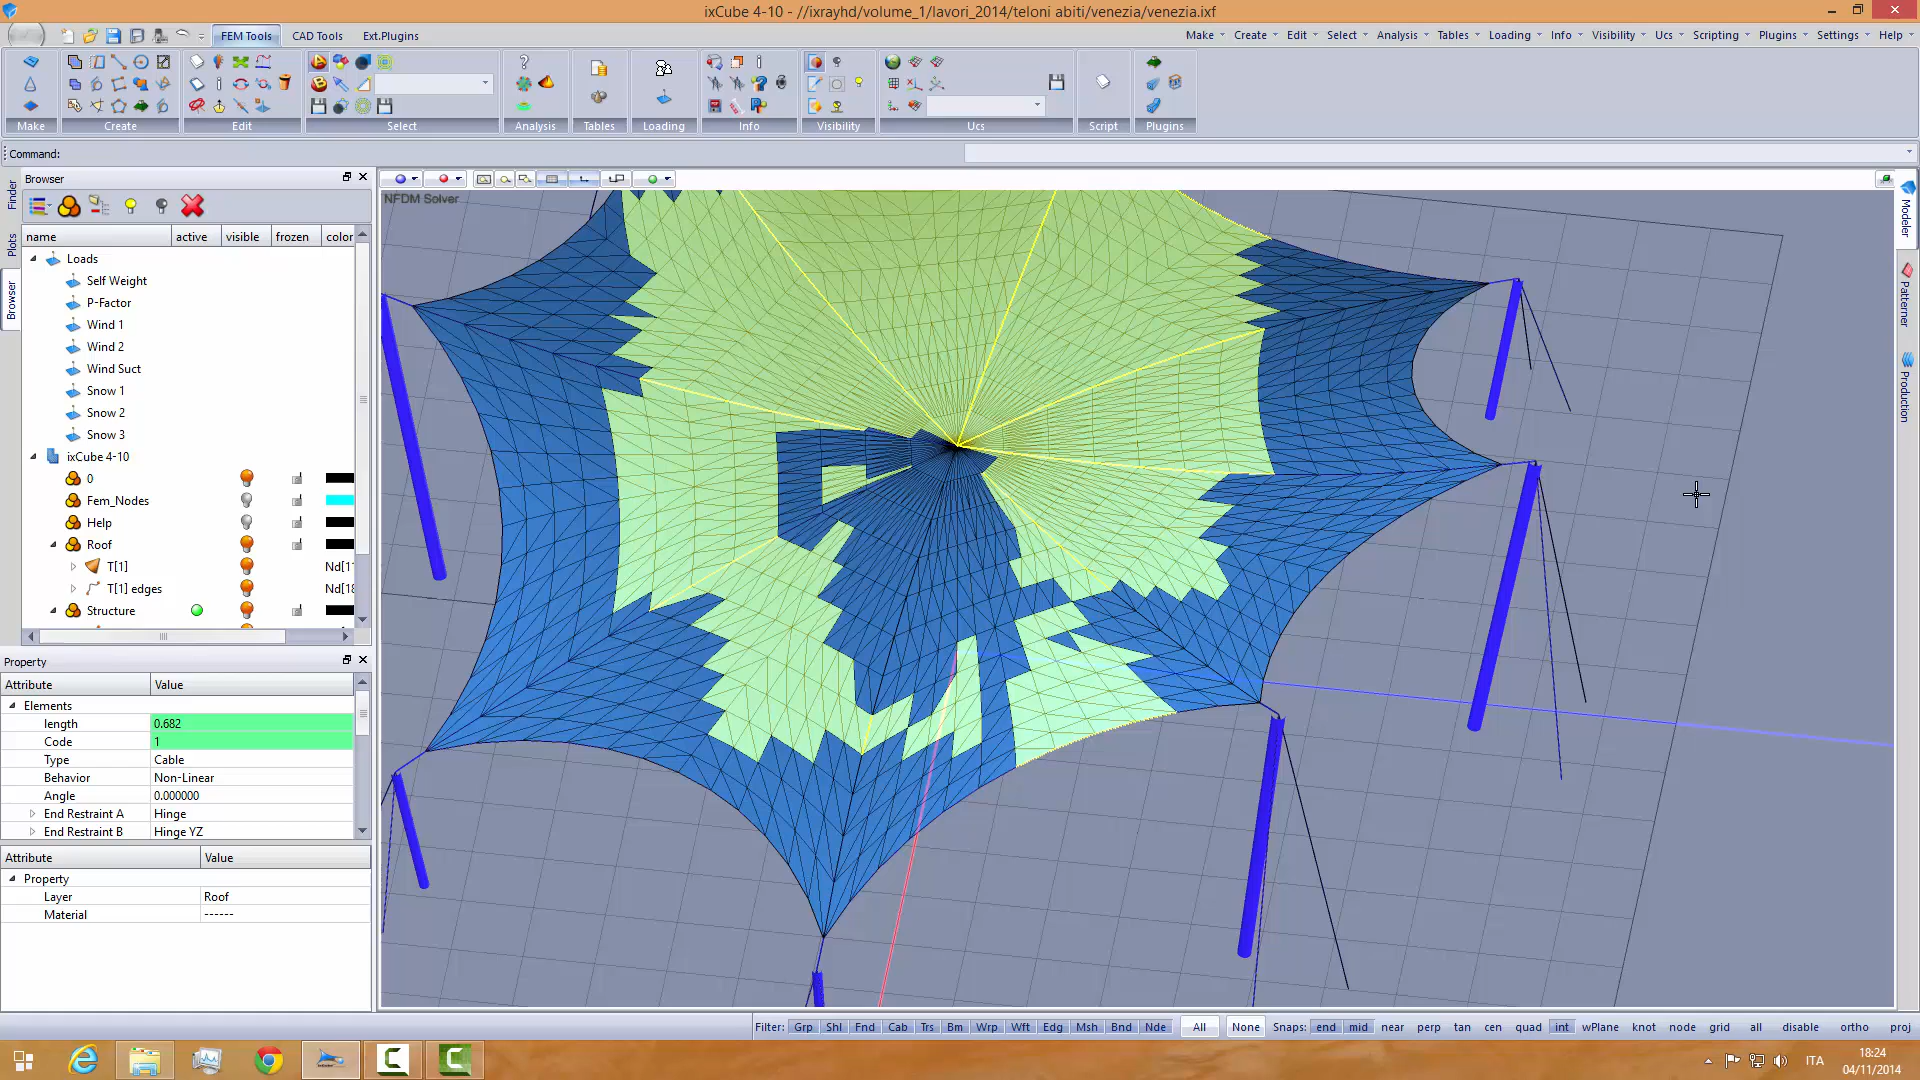 ixCube 4-10 - //ixrayhd/volume_1/lavori_2014/teloni abiti/venezia/venezia.ixf
FEM Tools CAD Tools Ext.Plugins
Make Create Edit Select Analysis Tables Loading Info Visibility Ucs Scripting Plugins Settings Help
Make Create Edit Select Analysis Tables Loading Info Visibility Ucs Script Plugins
Command:
Finder
Plots
Browser
Browser
name active visible frozen color
Loads
Self Weight
P-Factor
Wind 1
Wind 2
Wind Suct
Snow 1
Snow 2
Snow 3
ixCube 4-10
0
Fem_Nodes
Help
Roof
T[1] Nd[1
T[1] edges Nd[18
Structure
NFDM Solver
Modeler
Patterner
Production
Property
Attribute Value
Elements
length 0.682
Code 1
Type Cable
Behavior Non-Linear
Angle 0.000000
End Restraint A Hinge
End Restraint B Hinge YZ
Attribute Value
Property
Layer Roof
Material ------
Filter: Grp Shl Fnd Cab Trs Bm Wrp Wft Edg Msh Bnd Nde All None Snaps: end mid near perp tan cen quad int wPlane knot node grid all disable ortho proj
ITA
18:24
04/11/2014